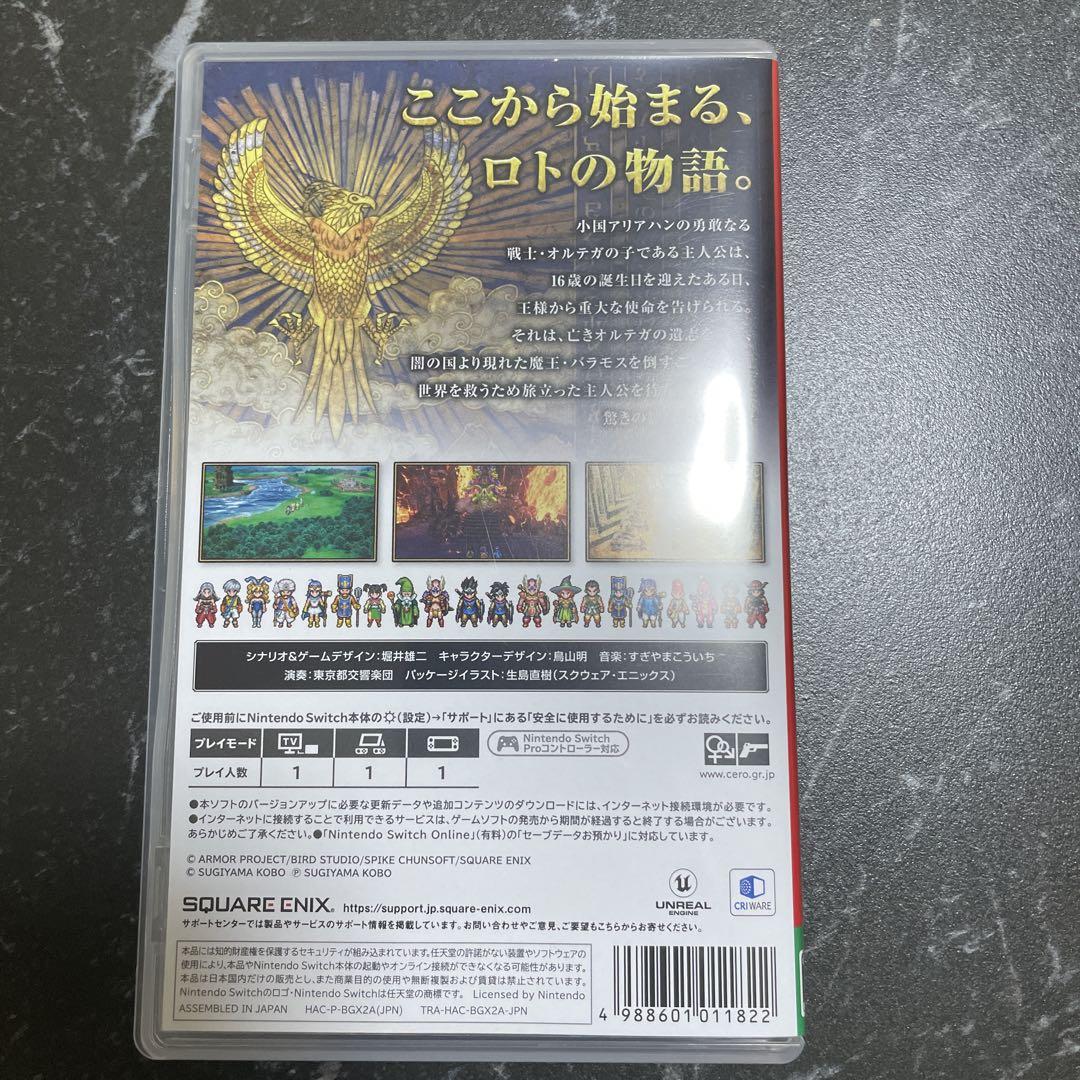 ここから始まる、
ロトの物語。
小国アリアハンの勇敢なる
戦士・オルテガの子である主人公は、
16歳の誕生日を迎えたある日、
王様から重大な使命を告げられる。
それは、亡きオルテガの遺志を
闇の国より現れた魔王・バラモスを倒すこ
世界を救うため旅立った主人公を待
驚きの
シナリオ&ゲームデザイン:堀井雄二 キャラクターデザイン:鳥山明 音楽:すぎやまこういち
演奏:東京都交響楽団 パッケージイラスト:生島直樹(スクウェア・エニックス)
ご使用前にNintendo Switch本体の(設定)→「サポート」にある「安全に使用するために」を必ずお読みください。
プレイモード TV
Nintendo Switch
Proコントローラー対応
プレイ人数 1 1 1
www.cero.gr.jp
●本ソフトのバージョンアップに必要な更新データや追加コンテンツのダウンロードには、インターネット接続環境が必要です。
●インターネットに接続することで利用できるサービスは、ゲームソフトの発売から期間が経過すると終了する場合がございます。
あらかじめご了承ください。●「Nintendo Switch Online」(有料)の「セーブデータお預かり」に対応しています。
© ARMOR PROJECT/BIRD STUDIO/SPIKE CHUNSOFT/SQUARE ENIX
© SUGIYAMA KOBO ℗ SUGIYAMA KOBO
SQUARE ENIX. https://support.jp.square-enix.com
UNREAL
ENGINE
CRIWARE
サポートセンターでは製品やサービスのサポート情報を掲載しています。お問い合わせやご意見、ご要望もこちらからお寄せください。
本品には知的財産権を保護するセキュリティが組み込まれています。任天堂の許諾がない装置やソフトウェアの
使用により、本品やNintendo Switch本体の起動やオンライン接続ができなくなる可能性があります。
本品は日本国内だけの販売とし、また商業目的の使用や無断複製および賃貸は禁止されています。
Nintendo Switchのロゴ・Nintendo Switchは任天堂の商標です。 Licensed by Nintendo
ASSEMBLED IN JAPAN HAC-P-BGX2A(JPN) TRA-HAC-BGX2A-JPN
4 988601 011822